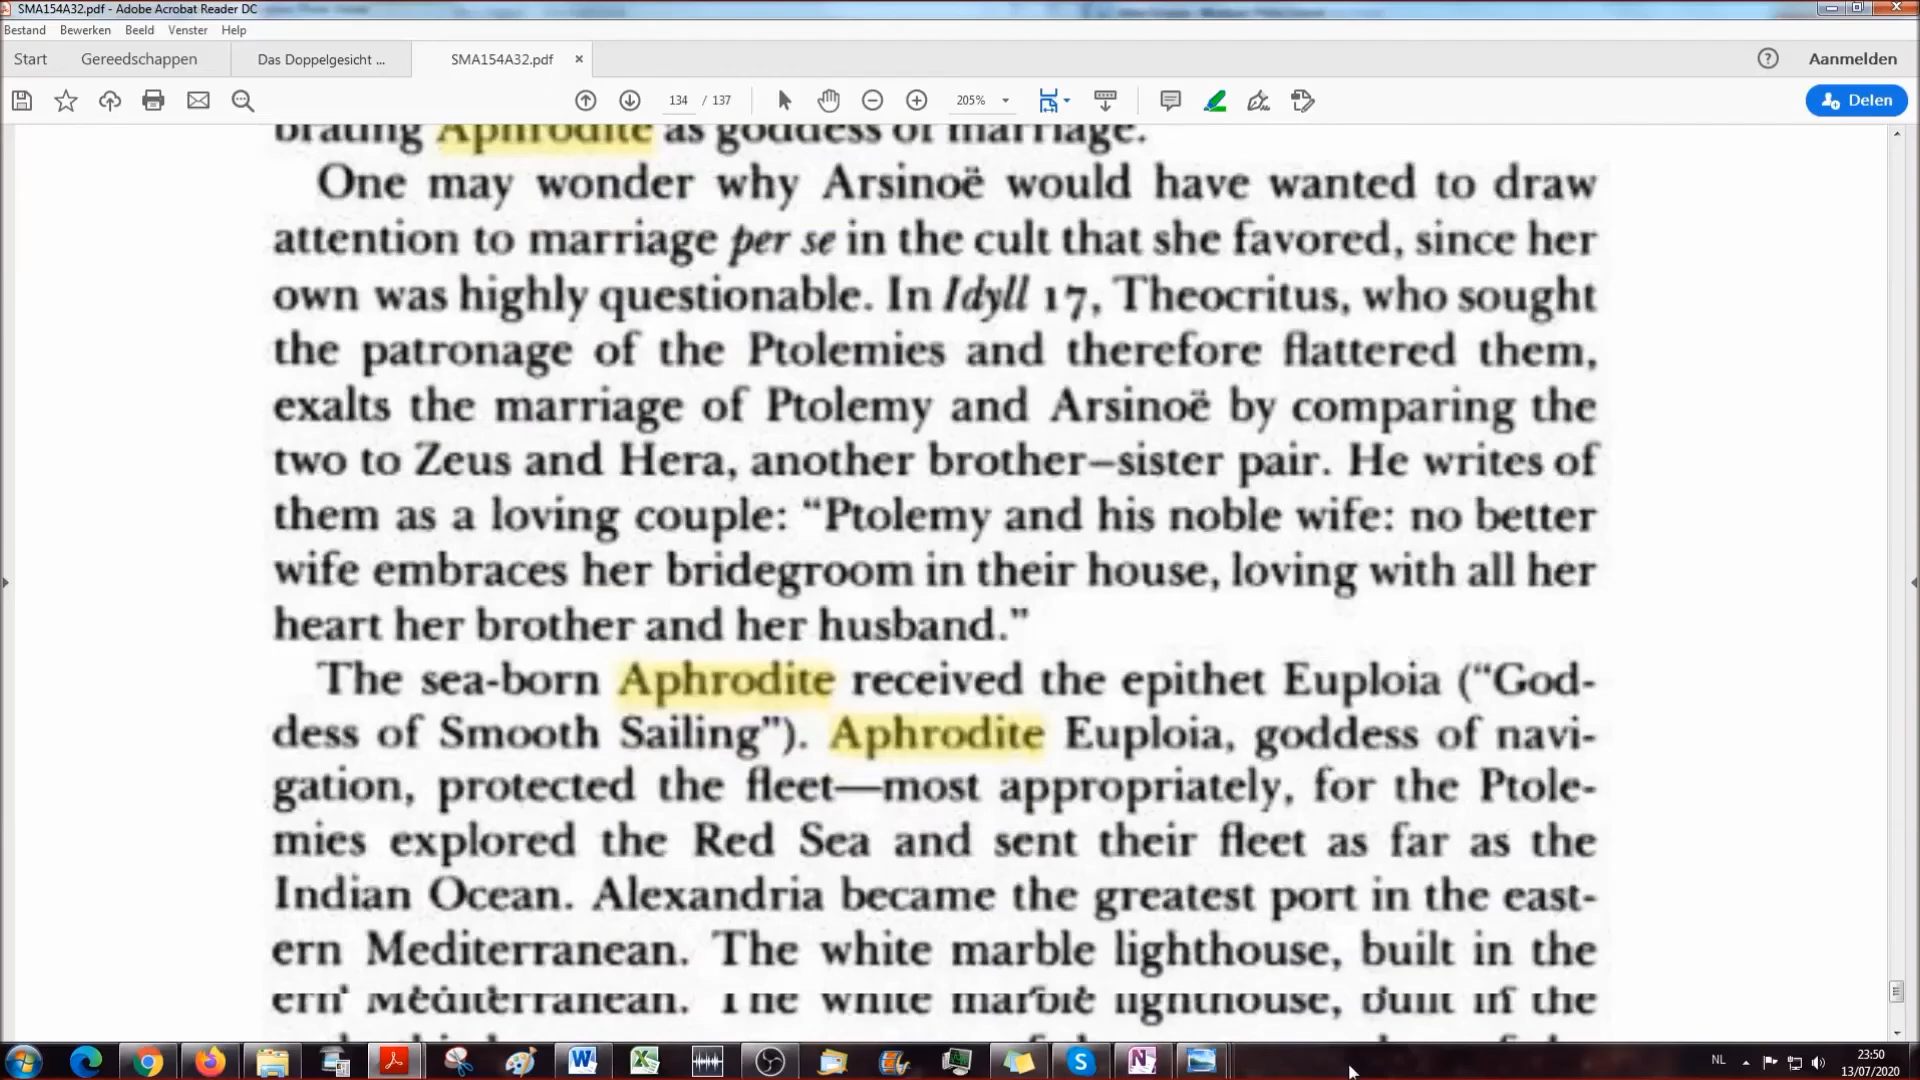 SMA154A32.pdf - Adobe Acrobat Reader DC
Bestand Bewerken Beeld Venster Help
Start Gereedschappen Das Doppelgesicht ... SMA154A32.pdf × Aanmelden
134 / 137 205% Delen
brating Aphrodite as goddess of marriage.
One may wonder why Arsinoë would have wanted to draw
attention to marriage per se in the cult that she favored, since her
own was highly questionable. In Idyll 17, Theocritus, who sought
the patronage of the Ptolemies and therefore flattered them,
exalts the marriage of Ptolemy and Arsinoë by comparing the
two to Zeus and Hera, another brother–sister pair. He writes of
them as a loving couple: “Ptolemy and his noble wife: no better
wife embraces her bridegroom in their house, loving with all her
heart her brother and her husband.”
The sea-born Aphrodite received the epithet Euploia (“God-
dess of Smooth Sailing”). Aphrodite Euploia, goddess of navi-
gation, protected the fleet—most appropriately, for the Ptole-
mies explored the Red Sea and sent their fleet as far as the
Indian Ocean. Alexandria became the greatest port in the east-
ern Mediterranean. The white marble lighthouse, built in the
ern Mediterranean. The white marble lighthouse, built in the
NL 23:50
13/07/2020